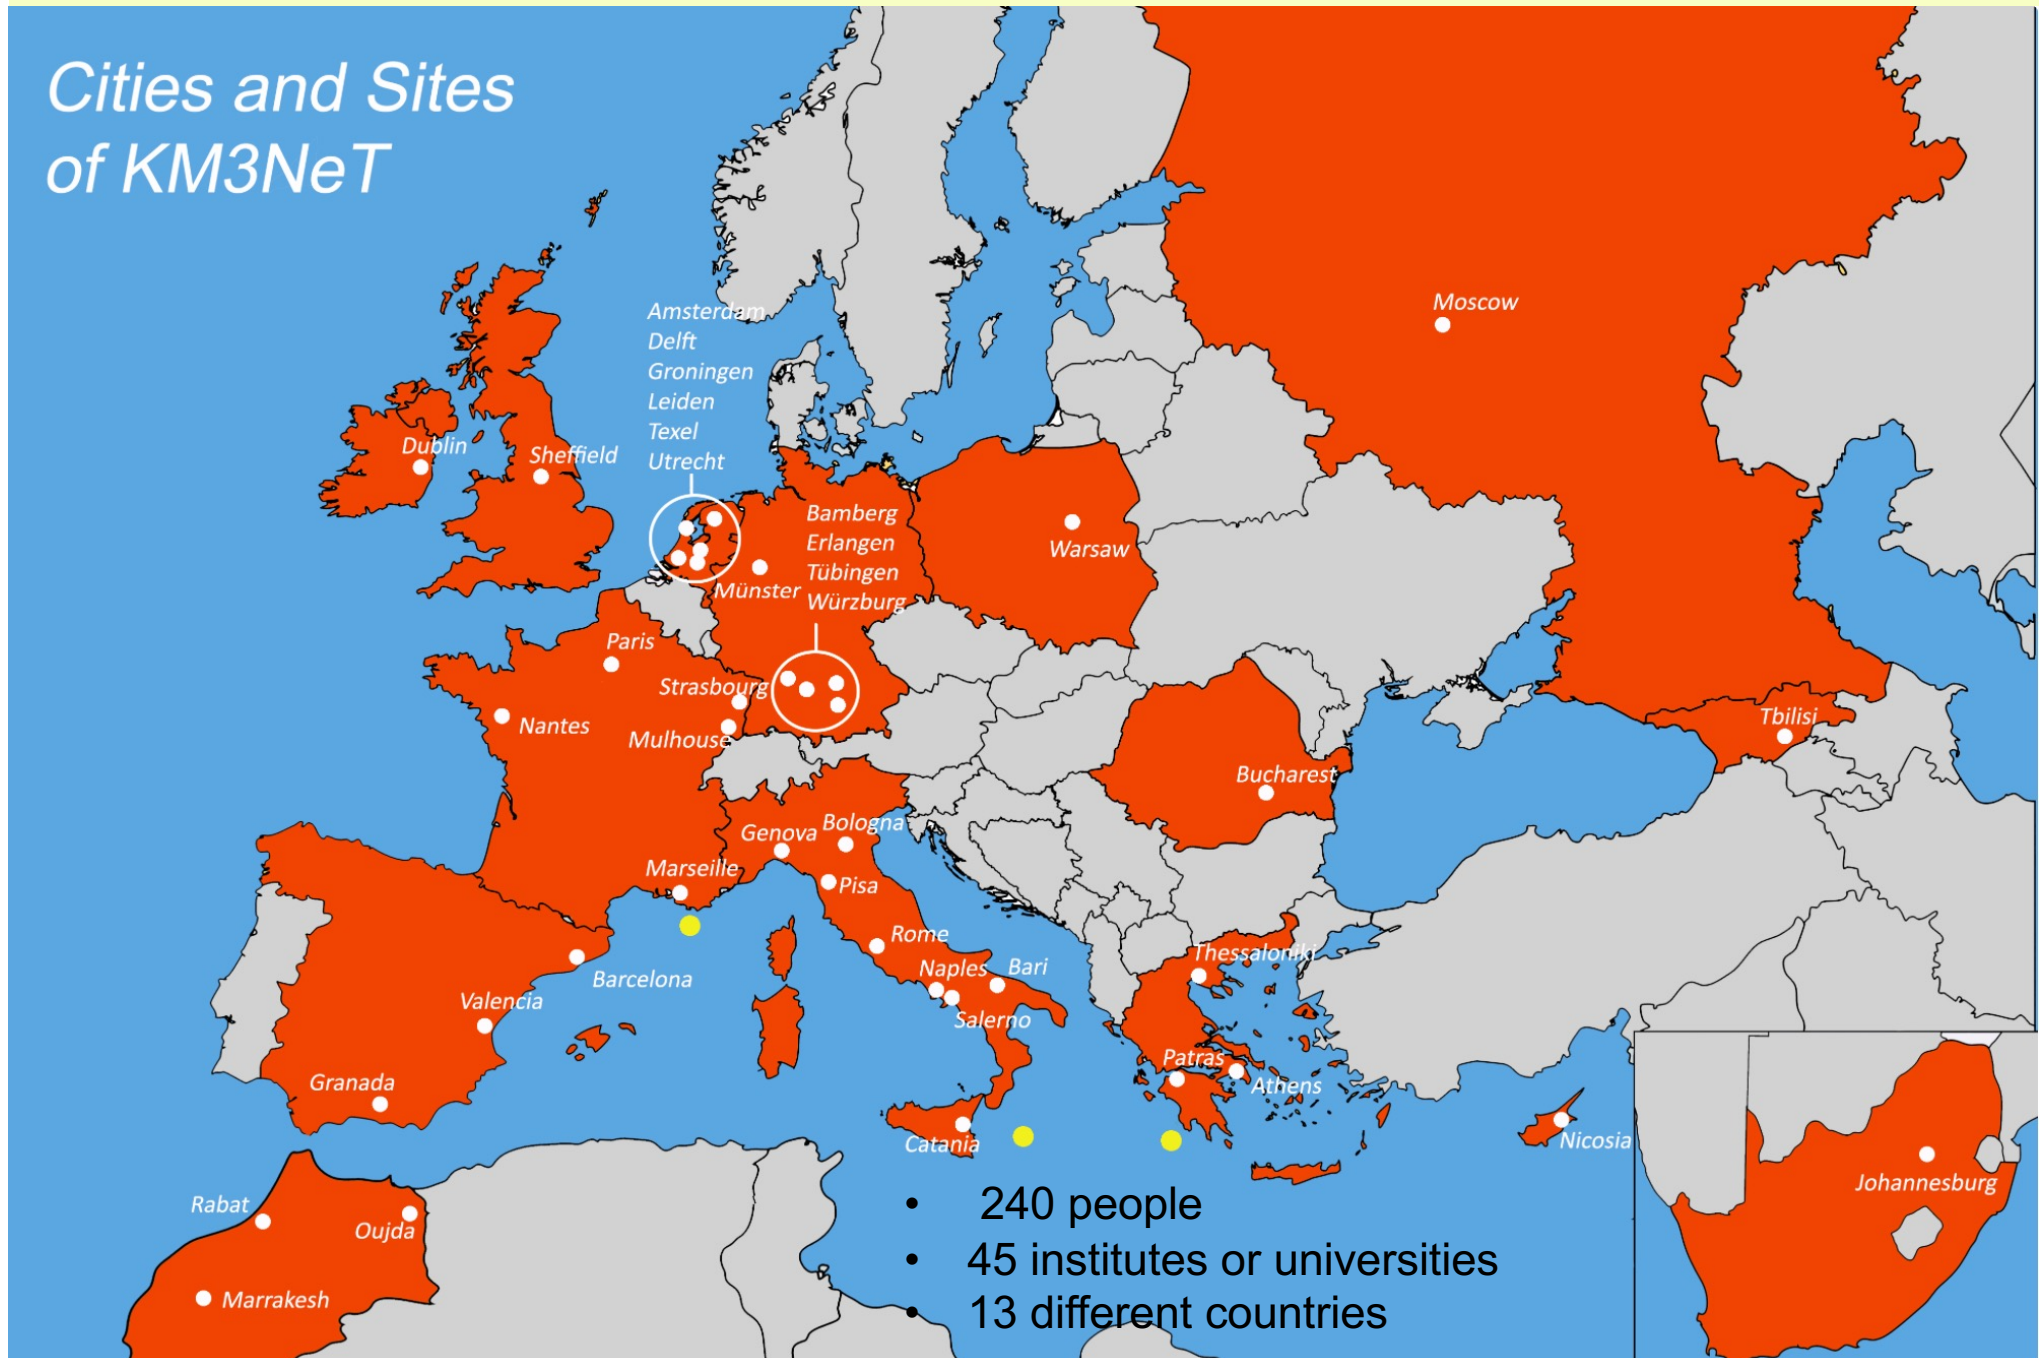 Cities and Sites
of KM3NeT
Moscow
Amsterdam
Delft
Groningen
Leiden
Texel
Utrecht
Dublin
Sheffield
Bamberg
Erlangen
Tübingen
Würzburg
Münster
Warsaw
Paris
Strasbourg
Nantes
Mulhouse
Tbilisi
Bucharest
Genova
Bologna
Marseille
Pisa
Rome
Thessaloniki
Naples
Bari
Barcelona
Valencia
Salerno
Patras
Athens
Granada
Catania
Nicosia
Johannesburg
Rabat
Oujda
Marrakesh
• 240 people
• 45 institutes or universities
• 13 different countries